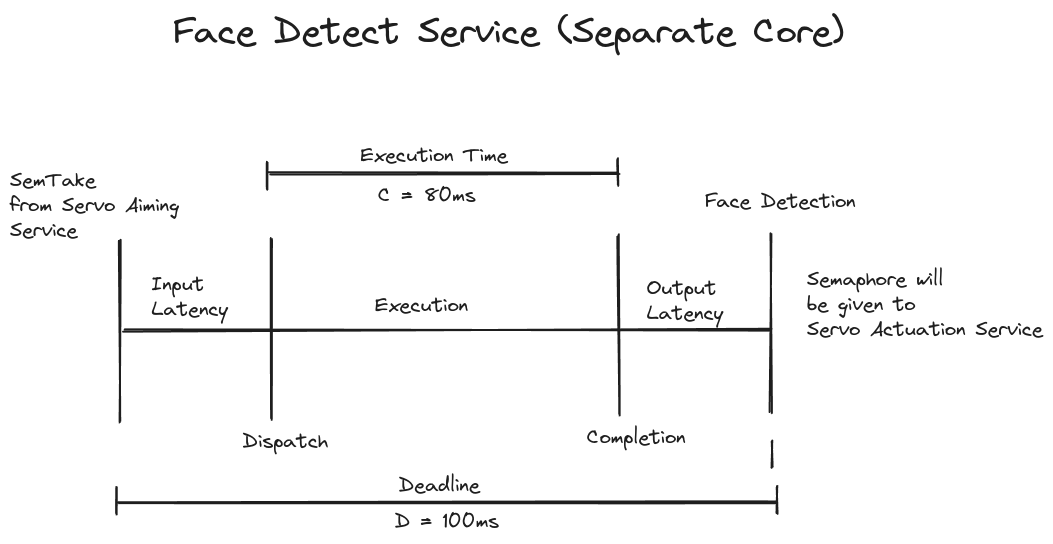 Face Detect Service (Separate Core)
Execution Time
C = 80ms
SemTake
from Servo Aiming
Service
Face Detection
Input
Latency
Execution
Output
Latency
Semaphore will
be given to
Servo Actuation Service
Dispatch
Completion
Deadline
D = 100ms